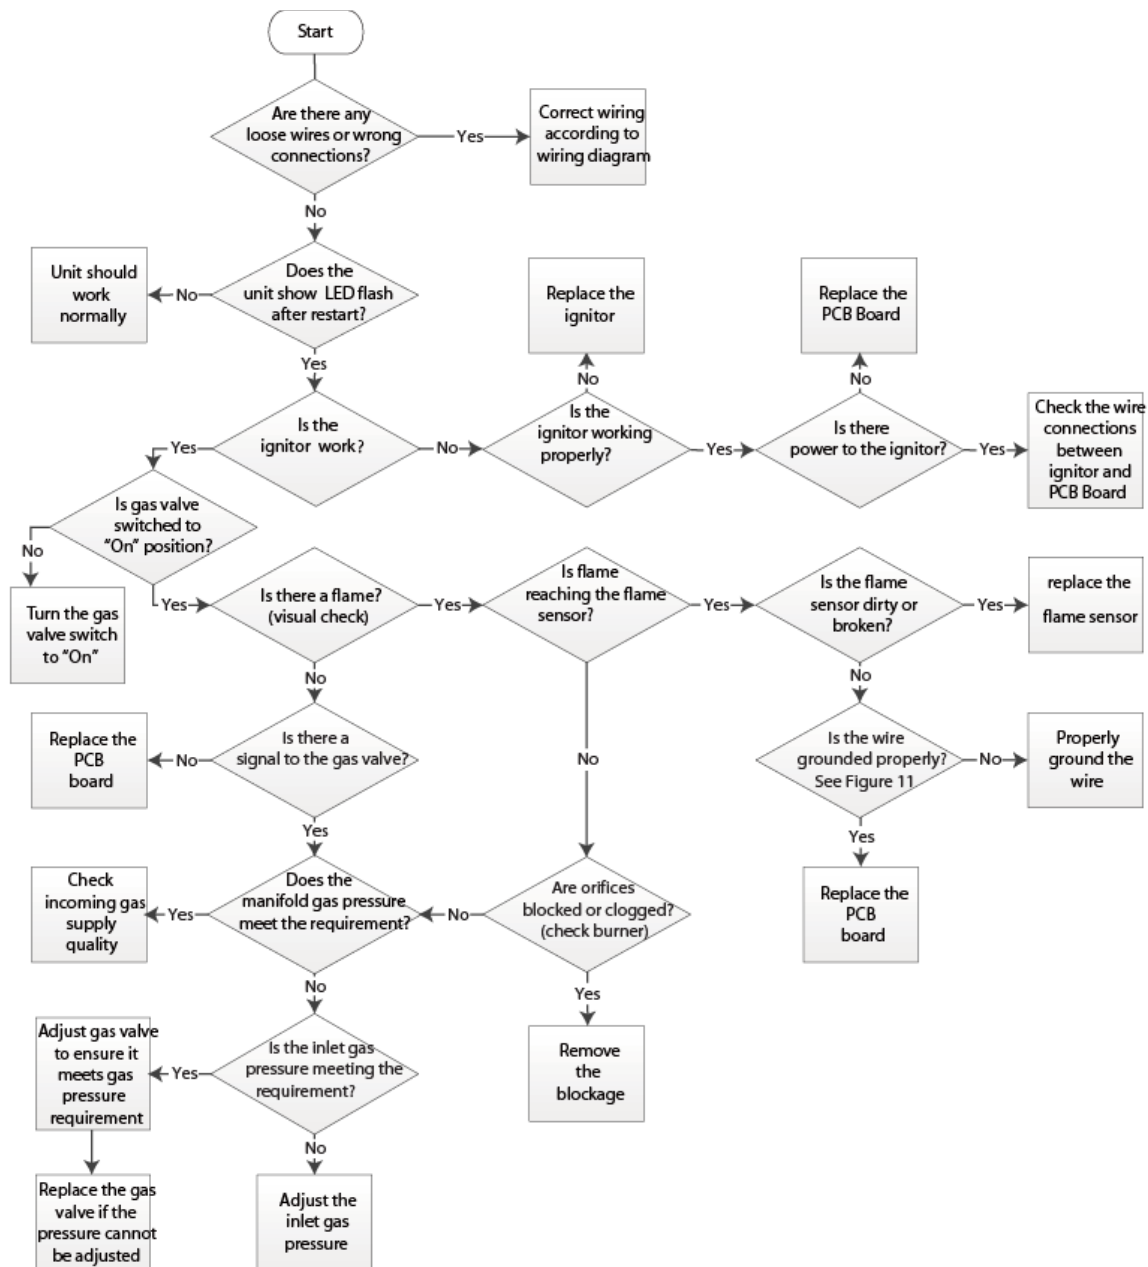 Start
Are there any
loose wires or wrong
connections?
Yes
Correct wiring
according to
wiring diagram
No
Unit should
work
normally
No
Does the
unit show LED flash
after restart?
Yes
Replace the
ignitor
Replace the
PCB Board
No
No
Yes
Is the
ignitor work?
No
Is the
ignitor working
properly?
Yes
Is there
power to the ignitor?
Yes
Check the wire
connections
between
ignitor and
PCB Board
Is gas valve
switched to
"On" position?
No
Turn the gas
valve switch
to "On"
Yes
Is there a flame?
(visual check)
Yes
Is flame
reaching the flame
sensor?
Yes
Is the flame
sensor dirty or
broken?
Yes
replace the
flame sensor
No
No
No
Replace the
PCB
board
No
Is there a
signal to the gas valve?
Is the wire
grounded properly?
See Figure 11
No
Properly
ground the
wire
Yes
Yes
Check
incoming gas
supply
quality
Yes
Does the
manifold gas pressure
meet the requirement?
No
Are orifices
blocked or clogged?
(check burner)
Replace the
PCB
board
No
Yes
Adjust gas valve
to ensure it
meets gas
pressure
requirement
Yes
Is the inlet gas
pressure meeting the
requirement?
Remove
the
blockage
No
Replace the gas
valve if the
pressure cannot
be adjusted
Adjust the
inlet gas
pressure